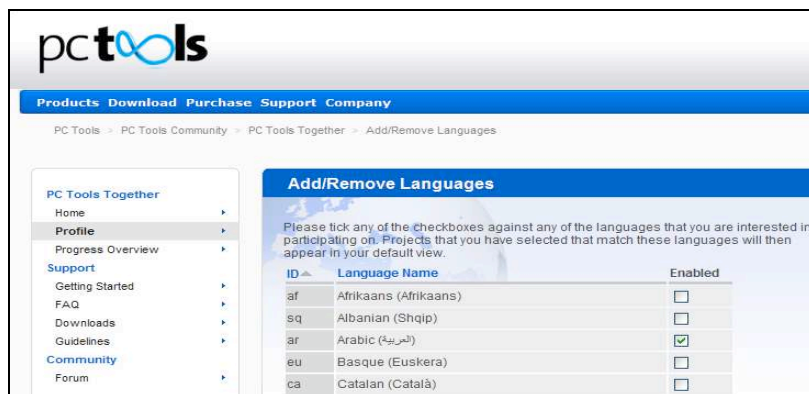 pctools
Products Download Purchase Support Company
PC Tools > PC Tools Community > PC Tools Together > Add/Remove Languages
PC Tools Together
Home
Profile
Progress Overview
Support
Getting Started
FAQ
Downloads
Guidelines
Community
Forum
Add/Remove Languages
Please tick any of the checkboxes against any of the languages that you are interested in
participating on. Projects that you have selected that match these languages will then
appear in your default view.
ID Language Name Enabled
af Afrikaans (Afrikaans)
sq Albanian (Shqip)
ar Arabic (العربية)
eu Basque (Euskera)
ca Catalan (Català)